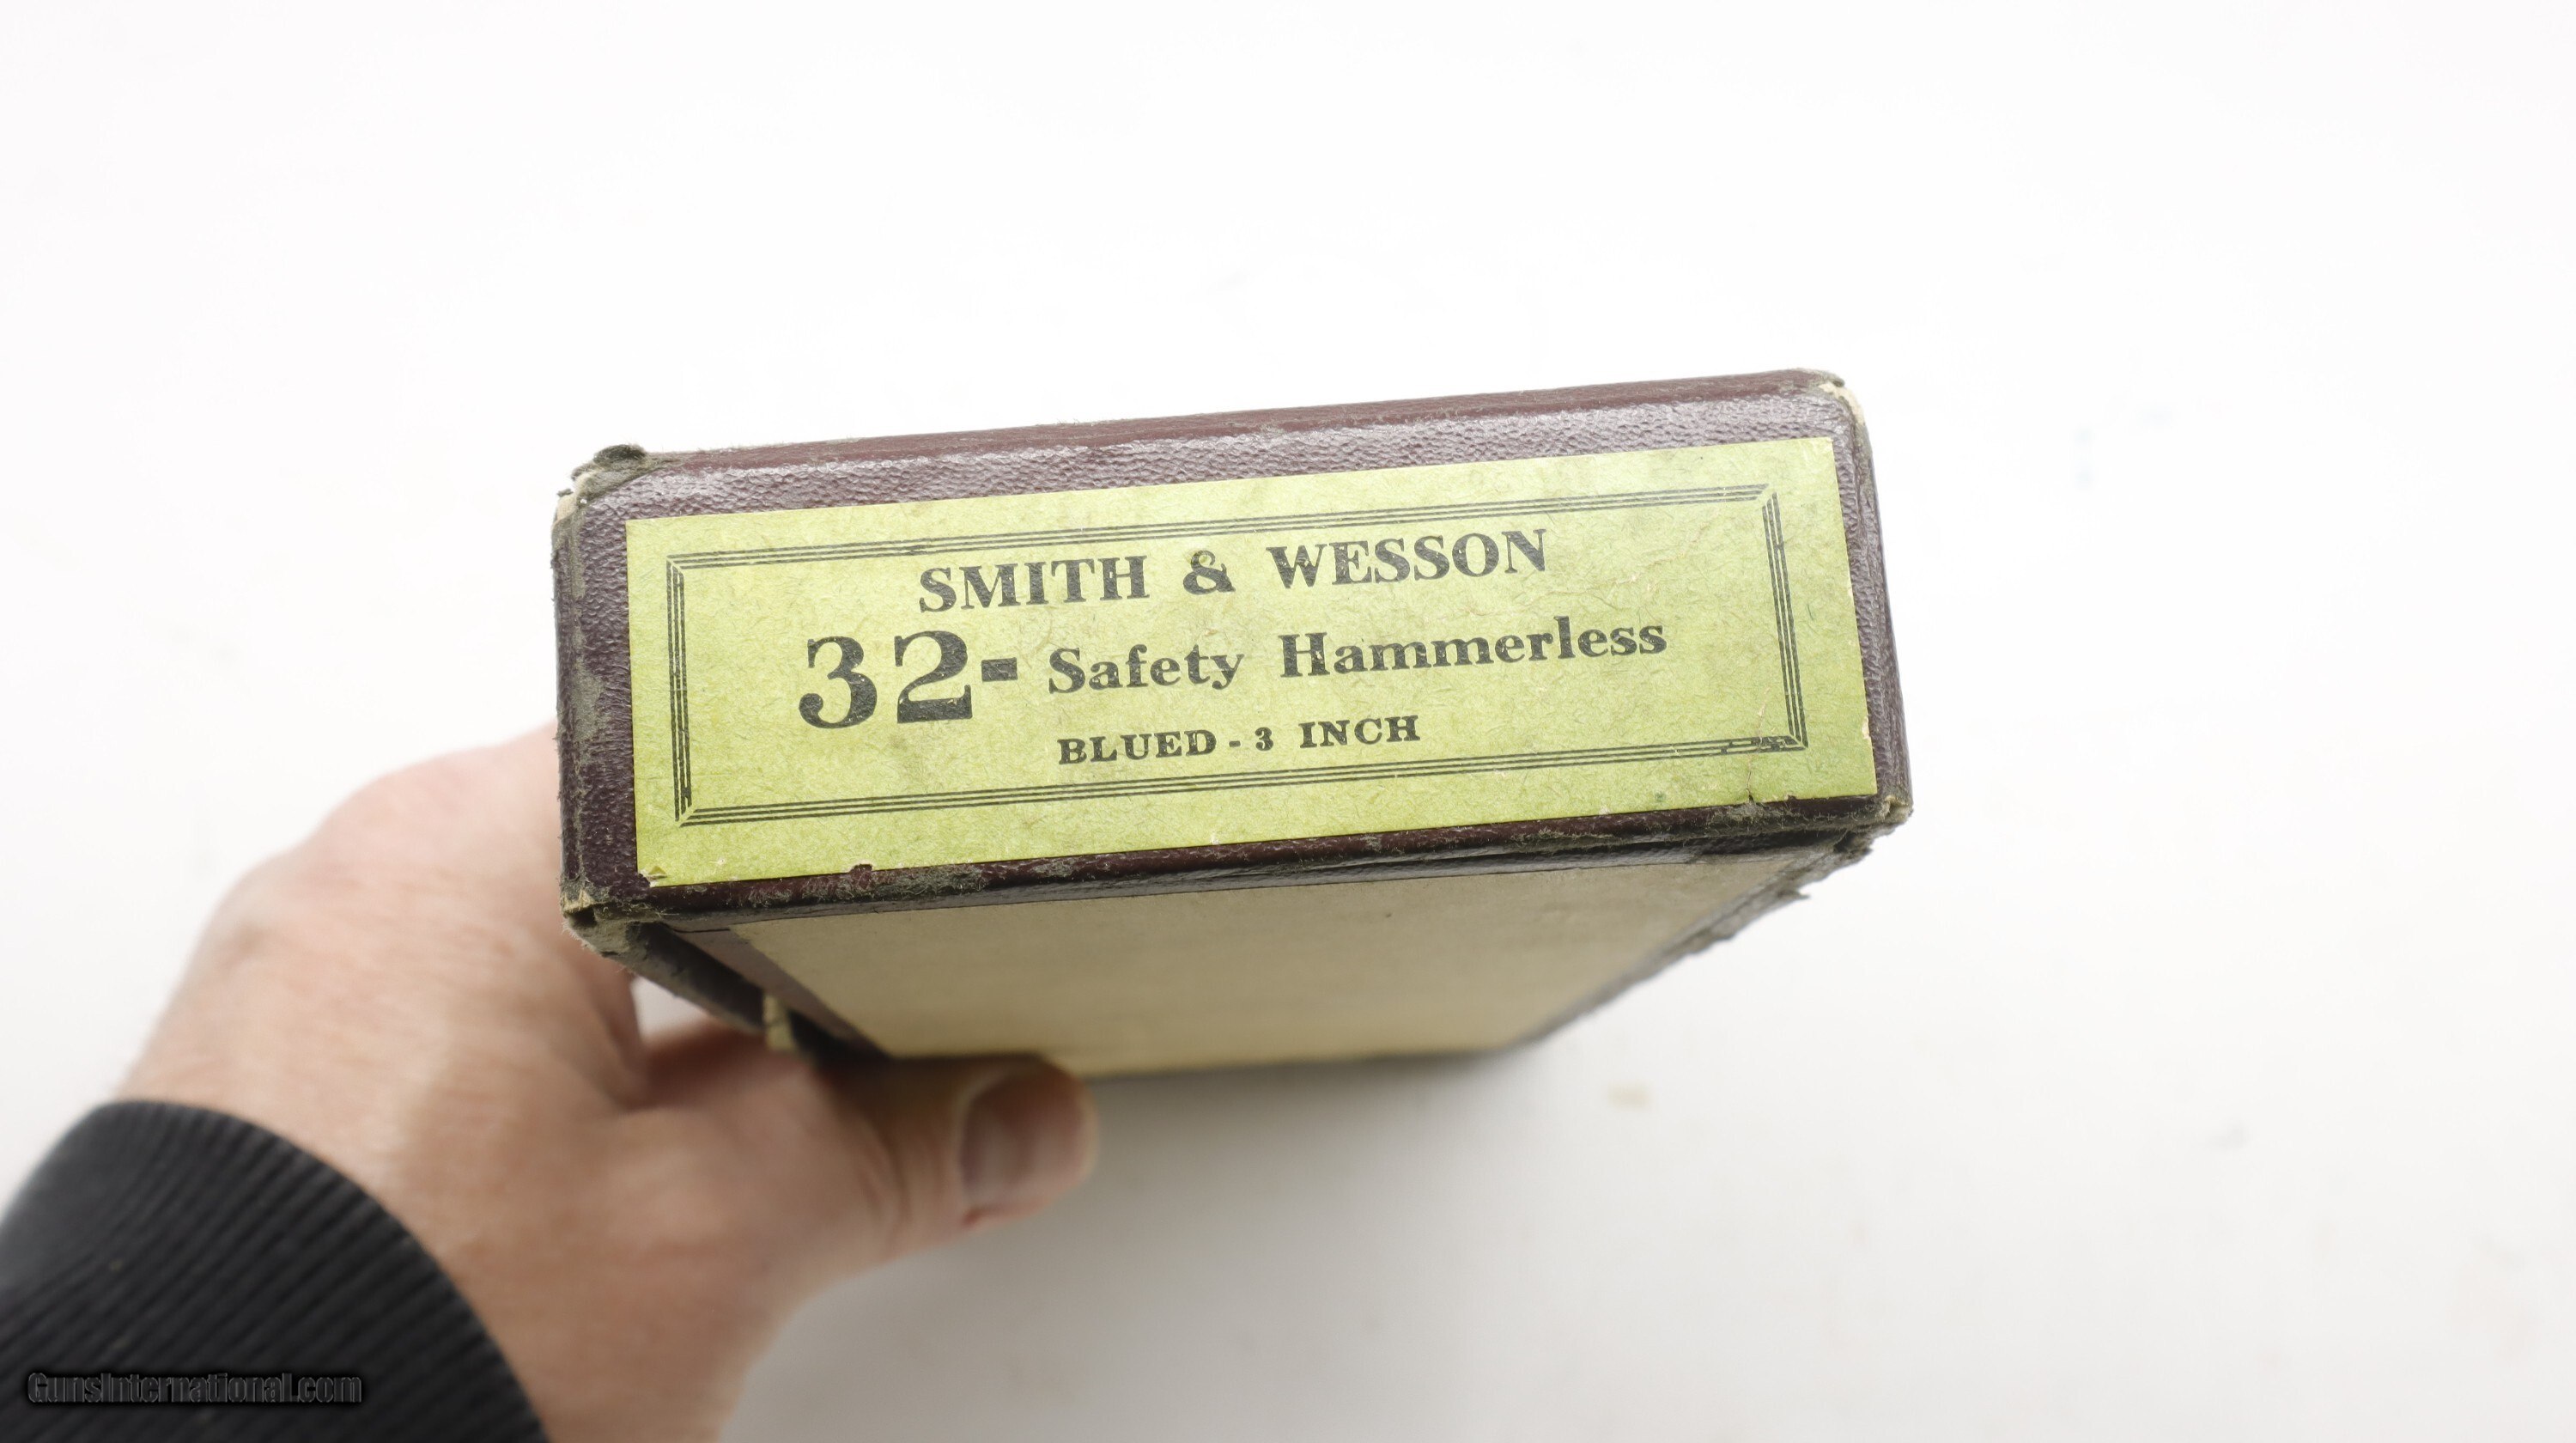 SMITH & WESSON
32- Safety Hammerless
BLUED - 3 INCH
GunsInternational.com